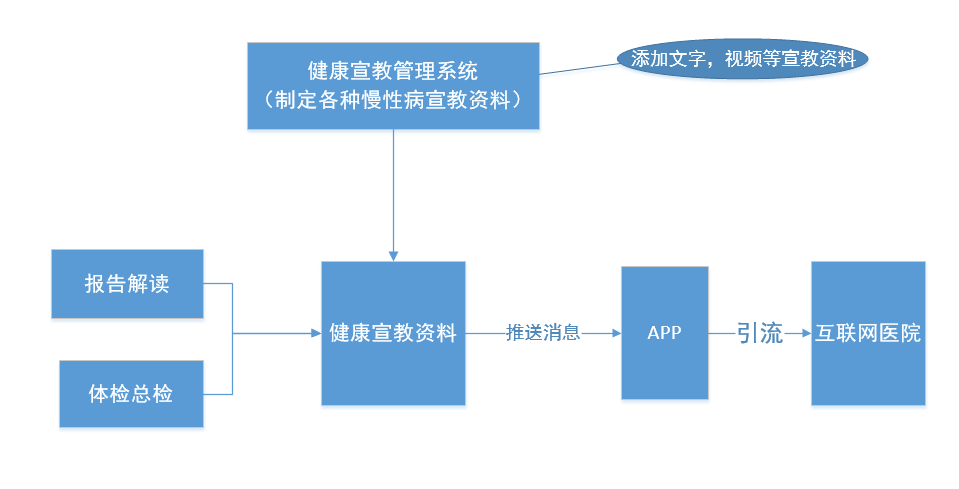 健康宣教管理系统
（制定各种慢性病宣教资料）
添加文字，视频等宣教资料
报告解读
体检总检
健康宣教资料
推送消息
APP
引流
互联网医院